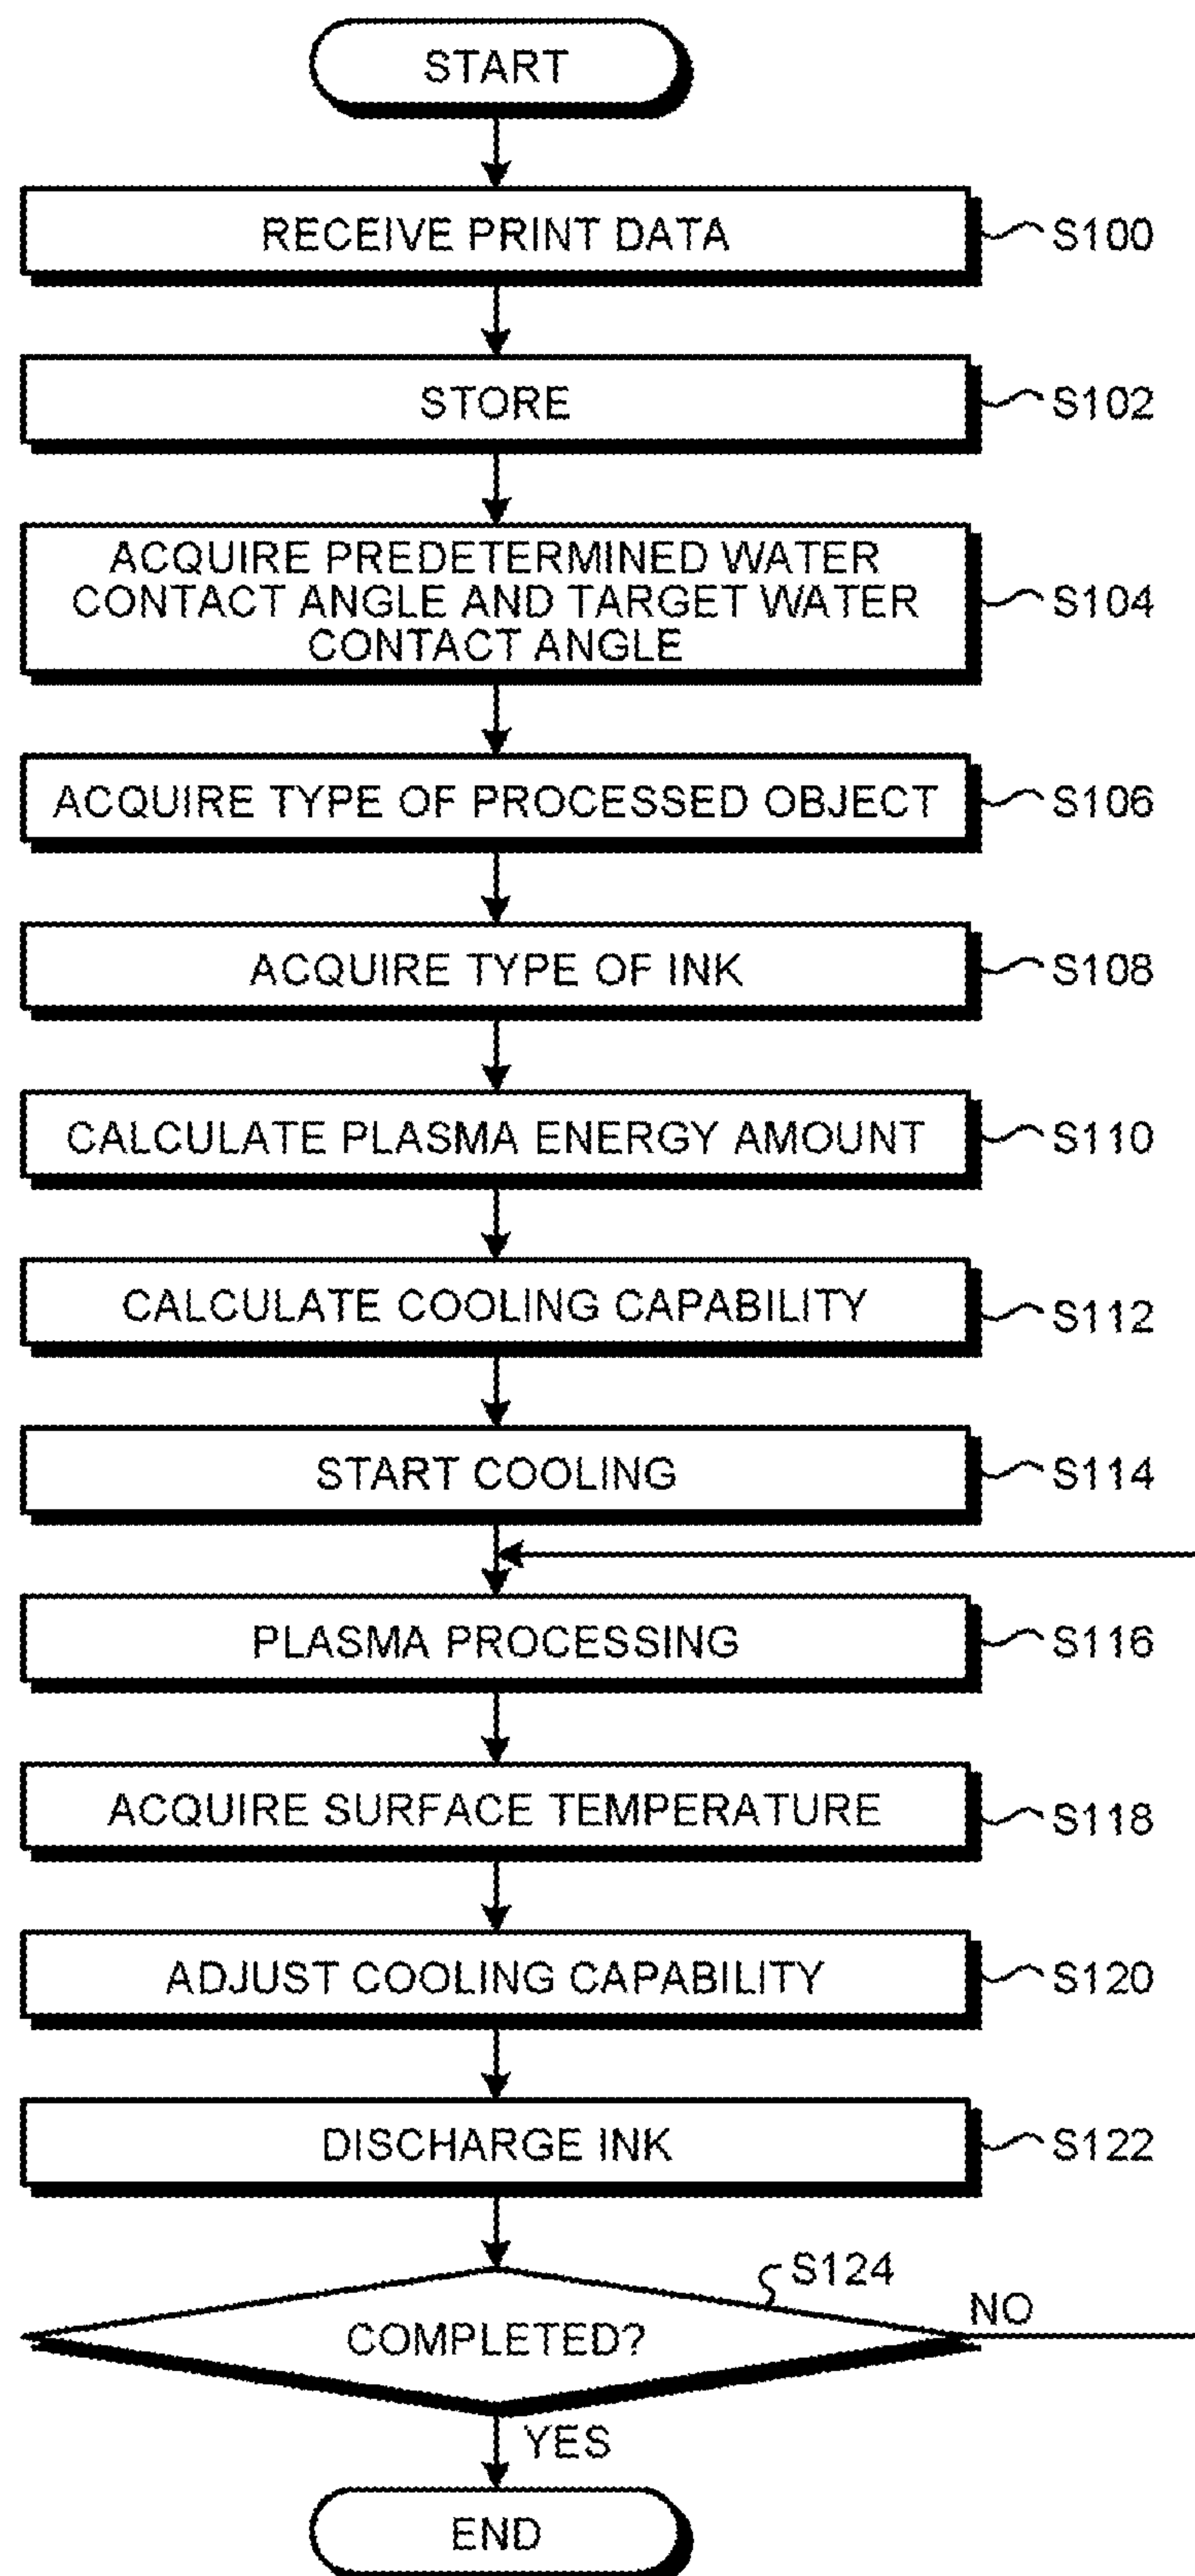 START
RECEIVE PRINT DATA
S100
STORE
S102
ACQUIRE PREDETERMINED WATER
CONTACT ANGLE AND TARGET WATER
CONTACT ANGLE
S104
ACQUIRE TYPE OF PROCESSED OBJECT
S106
ACQUIRE TYPE OF INK
S108
CALCULATE PLASMA ENERGY AMOUNT
S110
CALCULATE COOLING CAPABILITY
S112
START COOLING
S114
PLASMA PROCESSING
S116
ACQUIRE SURFACE TEMPERATURE
S118
ADJUST COOLING CAPABILITY
S120
DISCHARGE INK
S122
S124
COMPLETED?
NO
YES
END